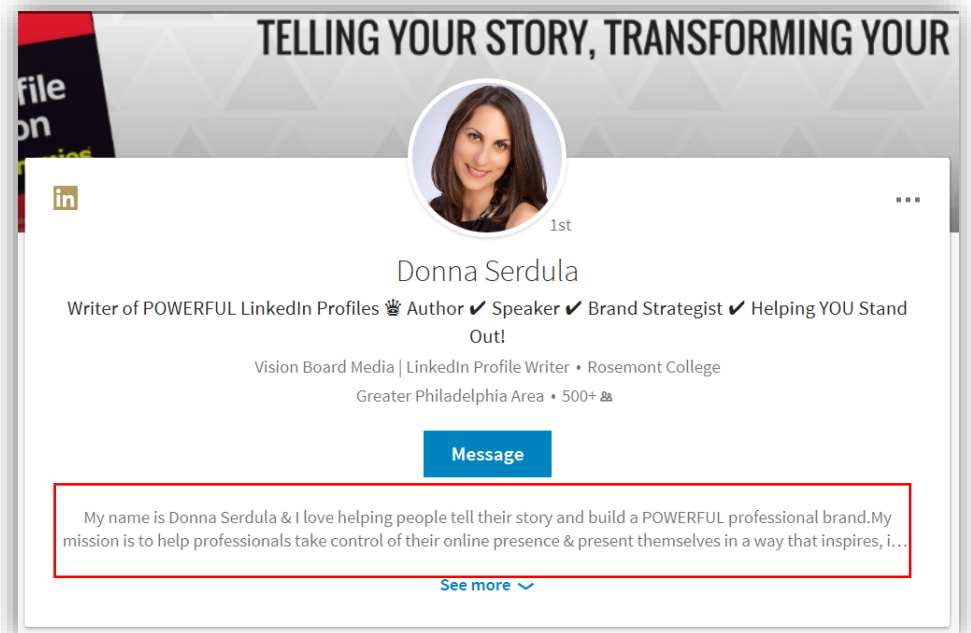 TELLING YOUR STORY, TRANSFORMING YOUR
file
on
in
1st
Donna Serdula
Writer of POWERFUL LinkedIn Profiles ♛ Author ✔ Speaker ✔ Brand Strategist ✔ Helping YOU Stand
Out!
Vision Board Media | LinkedIn Profile Writer • Rosemont College
Greater Philadelphia Area • 500+
Message
My name is Donna Serdula & I love helping people tell their story and build a POWERFUL professional brand.My
mission is to help professionals take control of their online presence & present themselves in a way that inspires, i...
See more